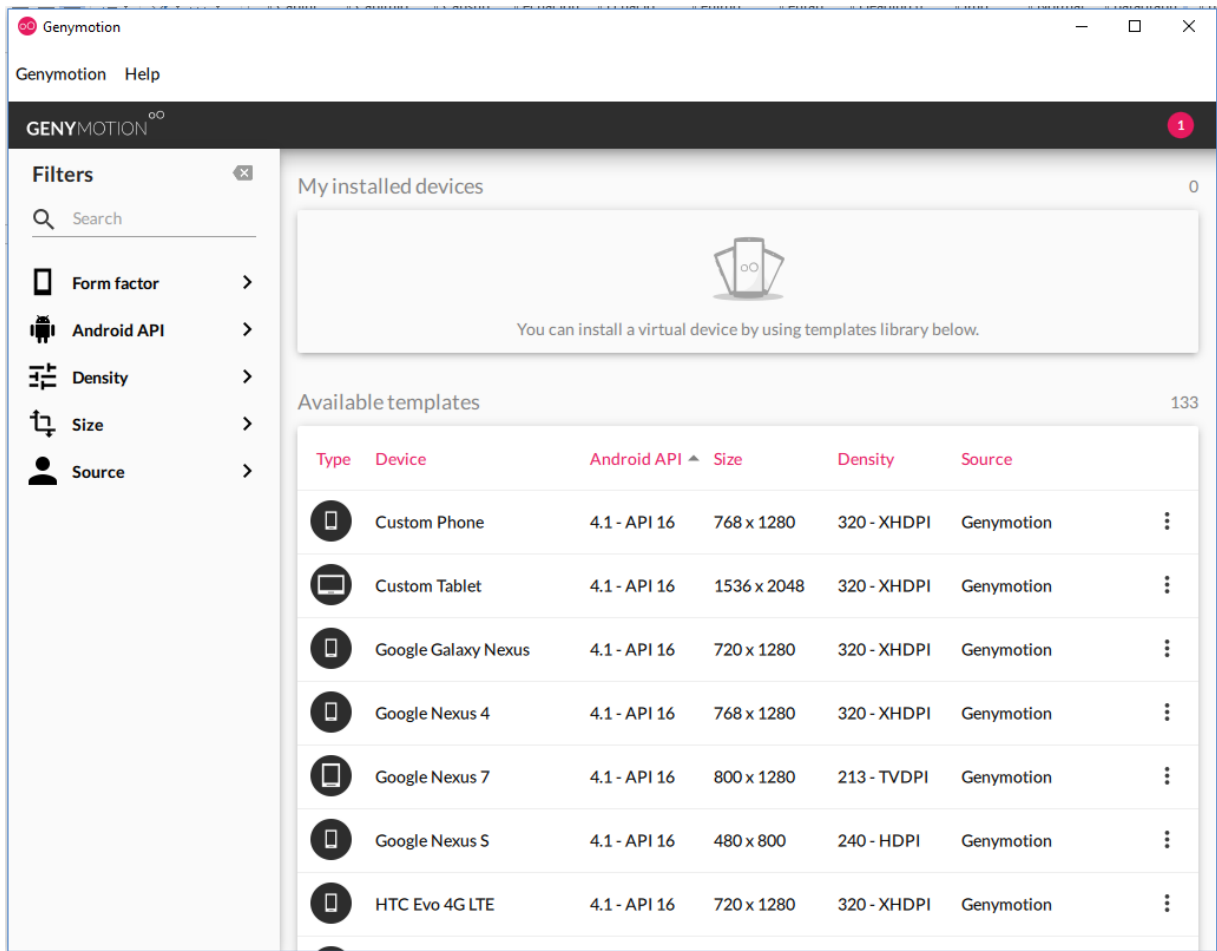 Genymotion
Genymotion Help
GENYMOTION
1
Filters
Search
Form factor
Android API
Density
Size
Source
My installed devices 0
You can install a virtual device by using templates library below.
Available templates 133
Type Device Android API Size Density Source
Custom Phone 4.1 - API 16 768 x 1280 320 - XHDPI Genymotion
Custom Tablet 4.1 - API 16 1536 x 2048 320 - XHDPI Genymotion
Google Galaxy Nexus 4.1 - API 16 720 x 1280 320 - XHDPI Genymotion
Google Nexus 4 4.1 - API 16 768 x 1280 320 - XHDPI Genymotion
Google Nexus 7 4.1 - API 16 800 x 1280 213 - TVDPI Genymotion
Google Nexus S 4.1 - API 16 480 x 800 240 - HDPI Genymotion
HTC Evo 4G LTE 4.1 - API 16 720 x 1280 320 - XHDPI Genymotion